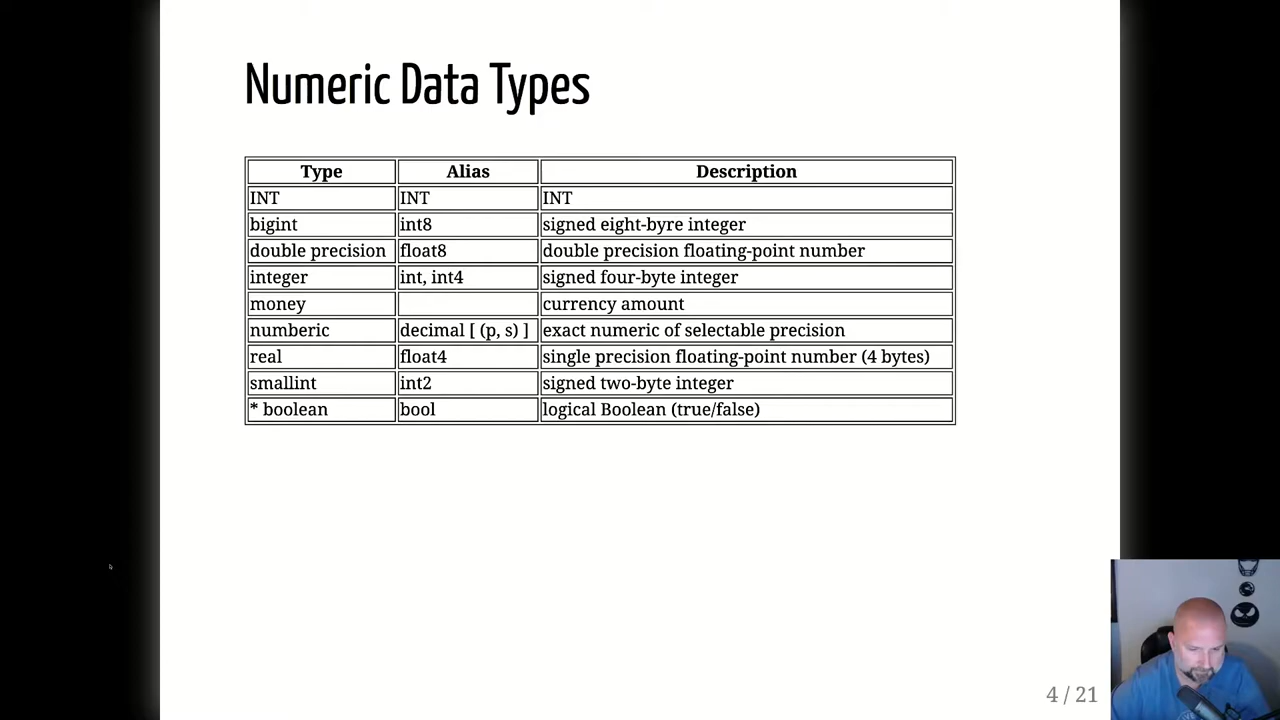 Numeric Data Types
Type Alias Description
INT INT INT
bigint int8 signed eight-byre integer
double precision float8 double precision floating-point number
integer int, int4 signed four-byte integer
money currency amount
numberic decimal [ (p, s) ] exact numeric of selectable precision
real float4 single precision floating-point number (4 bytes)
smallint int2 signed two-byte integer
* boolean bool logical Boolean (true/false)
4 / 21